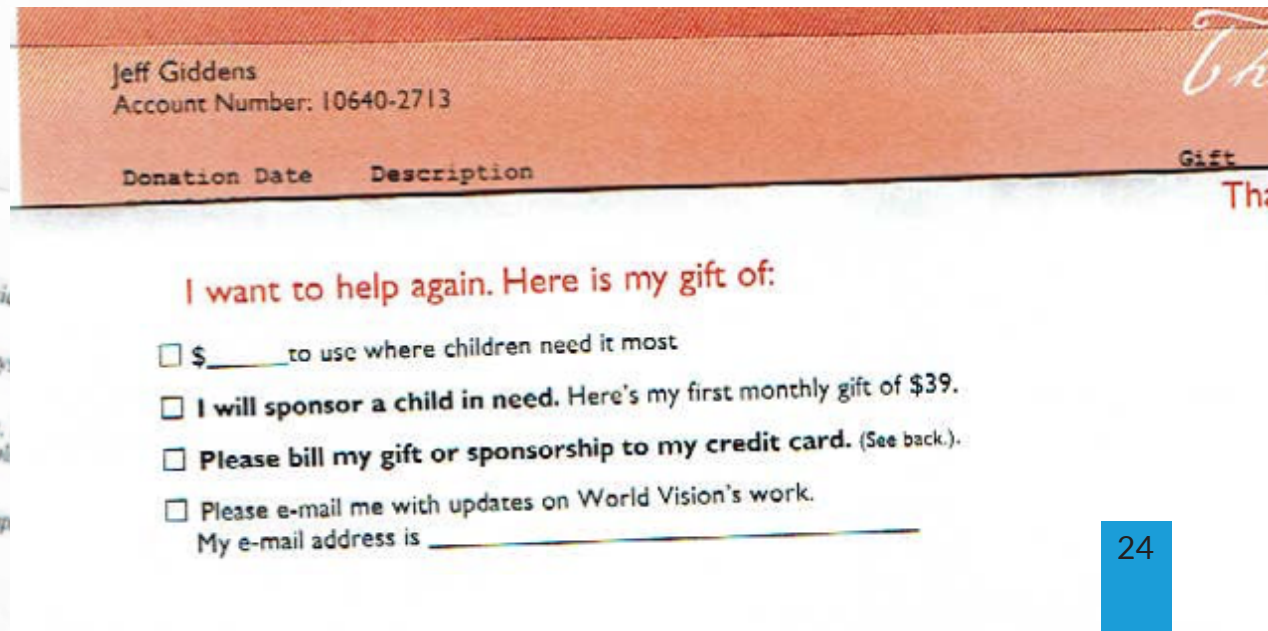 Jeff Giddens
Account Number: 10640-2713
Donation Date Description Gift
I want to help again. Here is my gift of:
☐ $_____to use where children need it most
☐ I will sponsor a child in need. Here's my first monthly gift of $39.
☐ Please bill my gift or sponsorship to my credit card. (See back.).
☐ Please e-mail me with updates on World Vision's work.
My e-mail address is ____________________
24